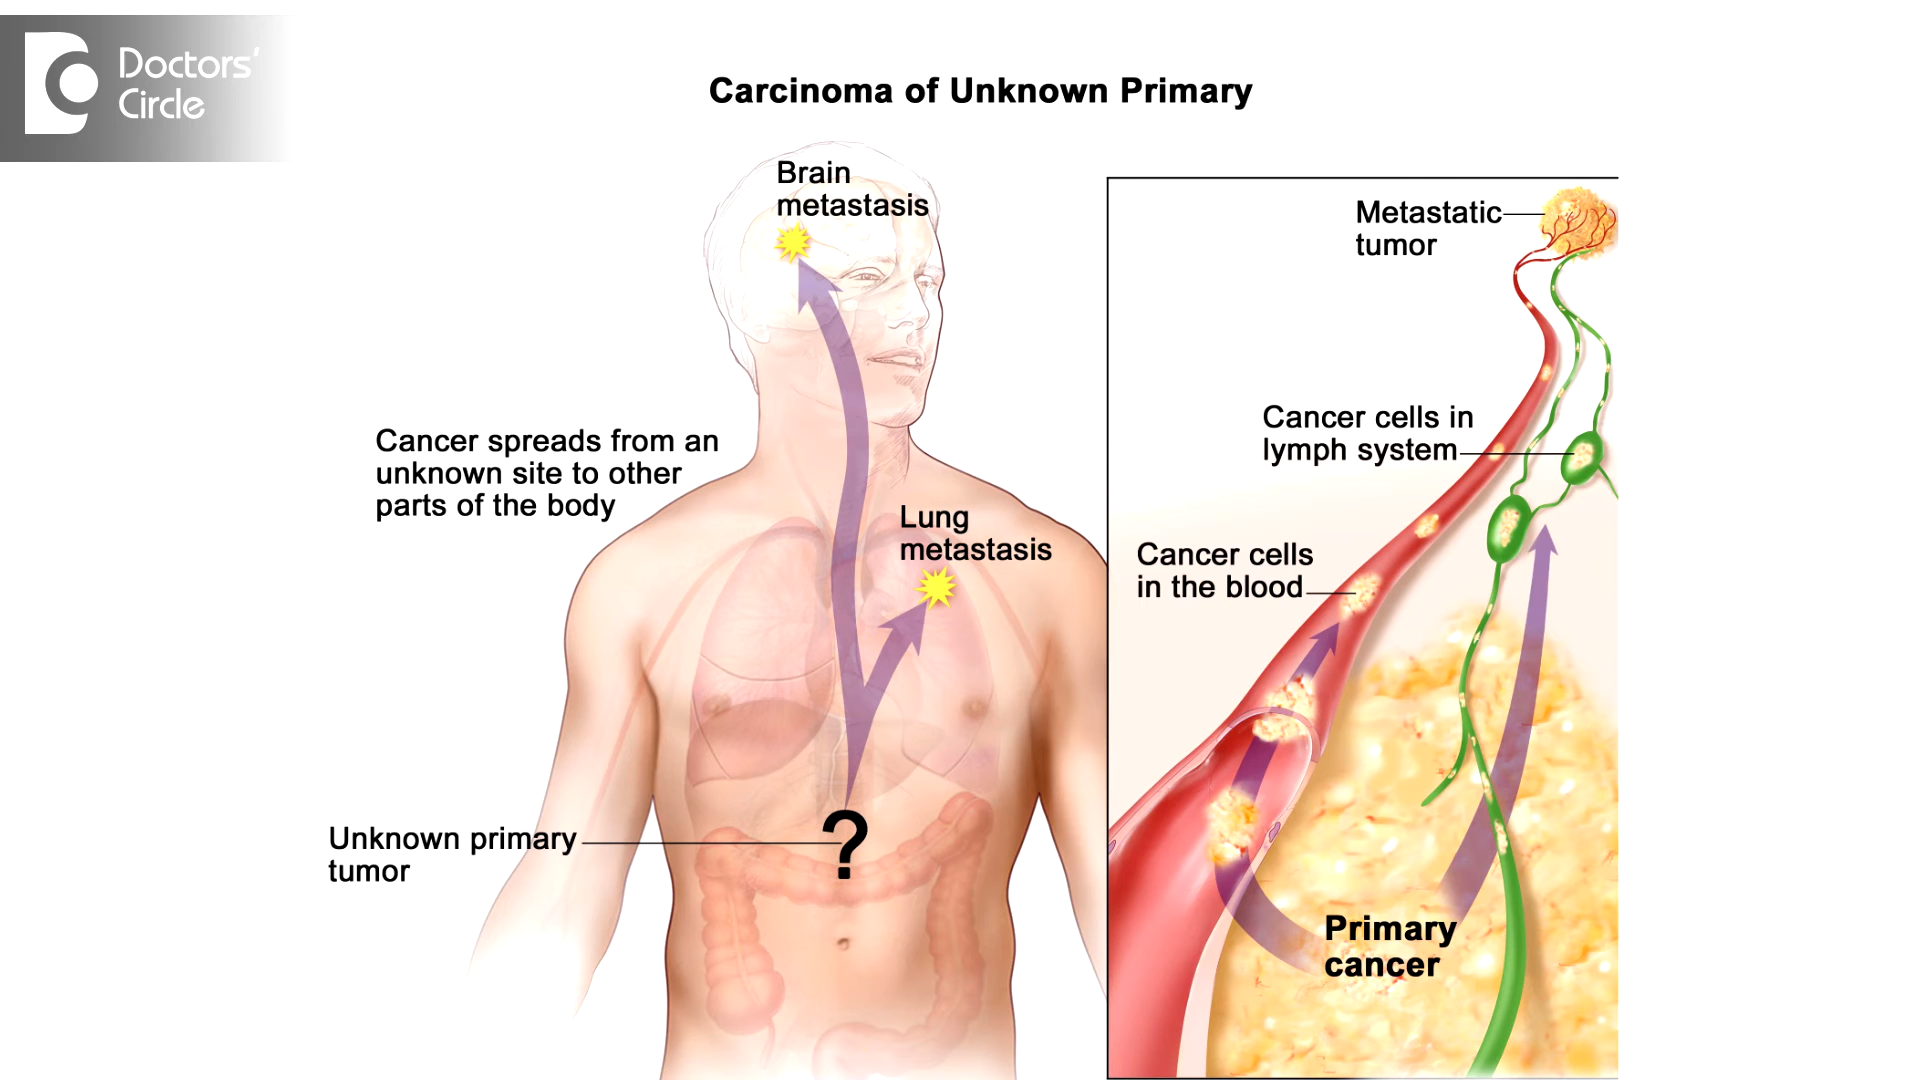 Doctors'
Circle
Carcinoma of Unknown Primary
Brain
metastasis
Cancer spreads from an
unknown site to other
parts of the body
Lung
metastasis
Unknown primary
tumor
?
Metastatic
tumor
Cancer cells in
lymph system
Cancer cells
in the blood
Primary
cancer